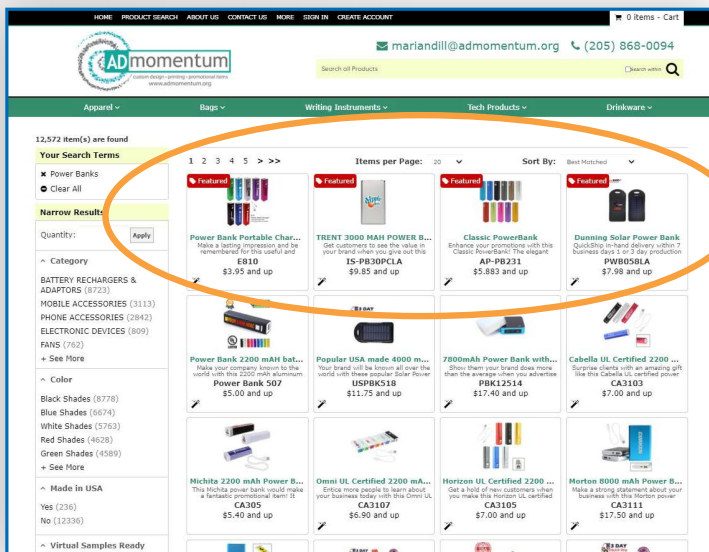 HOME PRODUCT SEARCH ABOUT US CONTACT US MORE SIGN IN CREATE ACCOUNT
0 items - Cart
ADmomentum
custom design • printing • promotional items
www.admomentum.org
mariandill@admomentum.org (205) 868-0094
Search all Products
Search within
Apparel Bags Writing Instruments Tech Products Drinkware
12,572 item(s) are found
Your Search Terms
Power Banks
Clear All
Narrow Results
Quantity: Apply
Category
BATTERY RECHARGERS &
ADAPTORS (8723)
MOBILE ACCESSORIES (3113)
PHONE ACCESSORIES (2842)
ELECTRONIC DEVICES (809)
FANS (762)
+ See More
Color
Black Shades (8778)
Blue Shades (6674)
White Shades (5763)
Red Shades (4628)
Green Shades (4589)
+ See More
Made in USA
Yes (236)
No (12336)
Virtual Samples Ready
1 2 3 4 5 > >> Items per Page: 20 Sort By: Best Matched
Featured
Power Bank Portable Char...
Make a lasting impression and be
remembered for this useful and
E810
$3.95 and up
Featured
TRENT 3000 MAH POWER B...
Get customers to see the value in
your brand when you give out this
IS-PB30PCLA
$9.85 and up
Featured
Classic PowerBank
Enhance your promotions with this
Classic PowerBank! The elegant
AP-PB231
$5.883 and up
Featured
Dunning Solar Power Bank
QuickShip in-hand delivery within 7
business days 1 or 3 day production
PWB058LA
$7.98 and up
Power Bank 2200 mAH bat...
Make your company known to the
world with this 2200 mAh aluminum
Power Bank 507
$5.00 and up
3 DAY
Popular USA made 4000 m...
Your brand will be known all over the
world with these popular Solar Power
USPBK518
$11.75 and up
7800mAh Power Bank with...
Show them your brand does more
than the average when you advertise
PBK12514
$17.40 and up
Cabella UL Certified 2200 ...
Surprise clients with an amazing gift
like this Cabella UL certified power
CA3103
$7.00 and up
Michita 2200 mAh Power B...
This Michita power bank would make
a fantastic promotional item! It
CA305
$5.40 and up
Omni UL Certified 2200 mA...
Entice more people to learn about
your business today with this Omni UL
CA3107
$6.90 and up
Horizon UL Certified 2200 ...
Get a hold of new customers when
you make this Horizon UL certified
CA3105
$7.00 and up
Morton 8000 mAh Power B...
Make a strong statement about your
business with this Morton power
CA3111
$17.50 and up
3 DAY